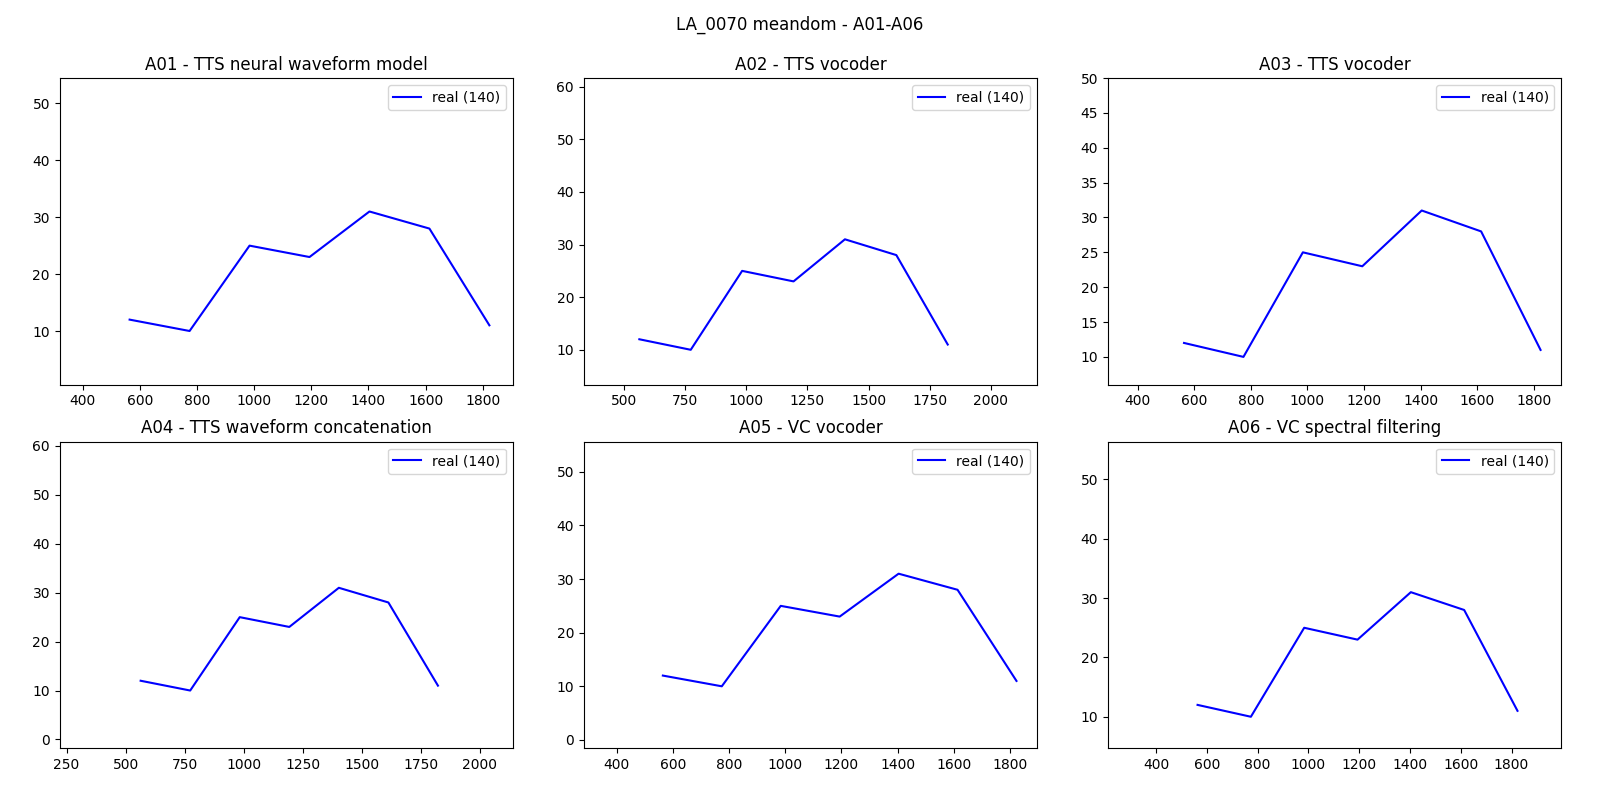 LA_0070 meandom - A01-A06
A01 - TTS neural waveform model
real (140)
50
40
30
20
10
400 600 800 1000 1200 1400 1600 1800
A02 - TTS vocoder
real (140)
60
50
40
30
20
10
500 750 1000 1250 1500 1750 2000
A03 - TTS vocoder
real (140)
50
45
40
35
30
25
20
15
10
400 600 800 1000 1200 1400 1600 1800
A04 - TTS waveform concatenation
real (140)
60
50
40
30
20
10
0
250 500 750 1000 1250 1500 1750 2000
A05 - VC vocoder
real (140)
50
40
30
20
10
0
400 600 800 1000 1200 1400 1600 1800
A06 - VC spectral filtering
real (140)
50
40
30
20
10
400 600 800 1000 1200 1400 1600 1800